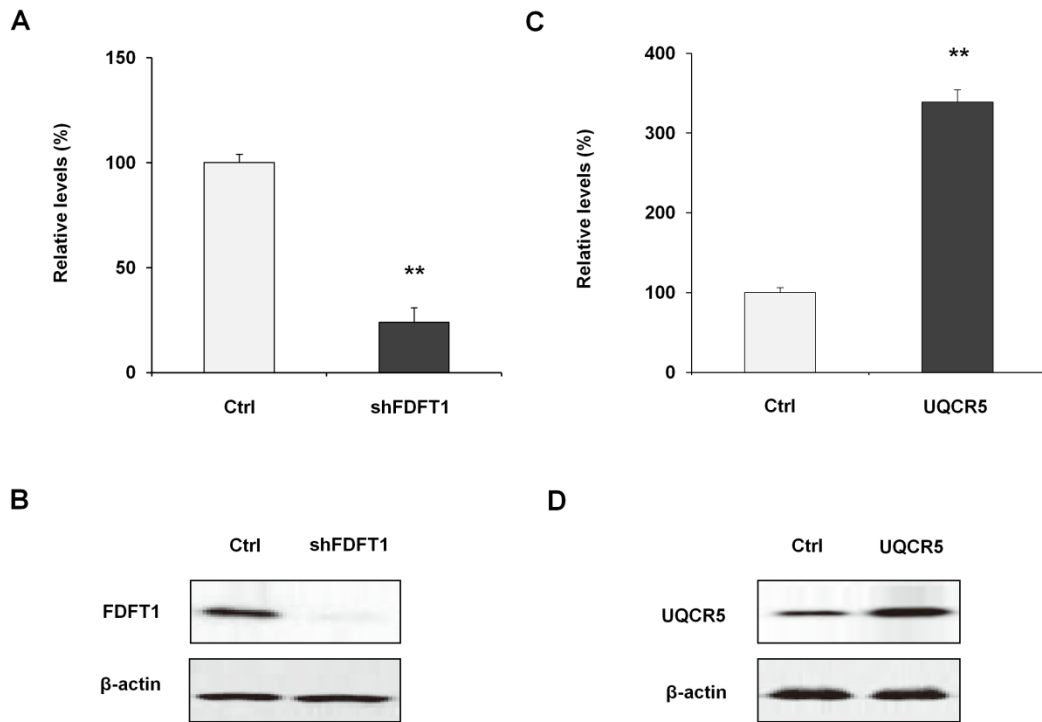 A
Relative levels (%)
150
100
50
0
**
Ctrl shFDFT1
C
Relative levels (%)
400
300
200
100
0
**
Ctrl UQCR5
B
Ctrl shFDFT1
FDFT1
β-actin
D
Ctrl UQCR5
UQCR5
β-actin